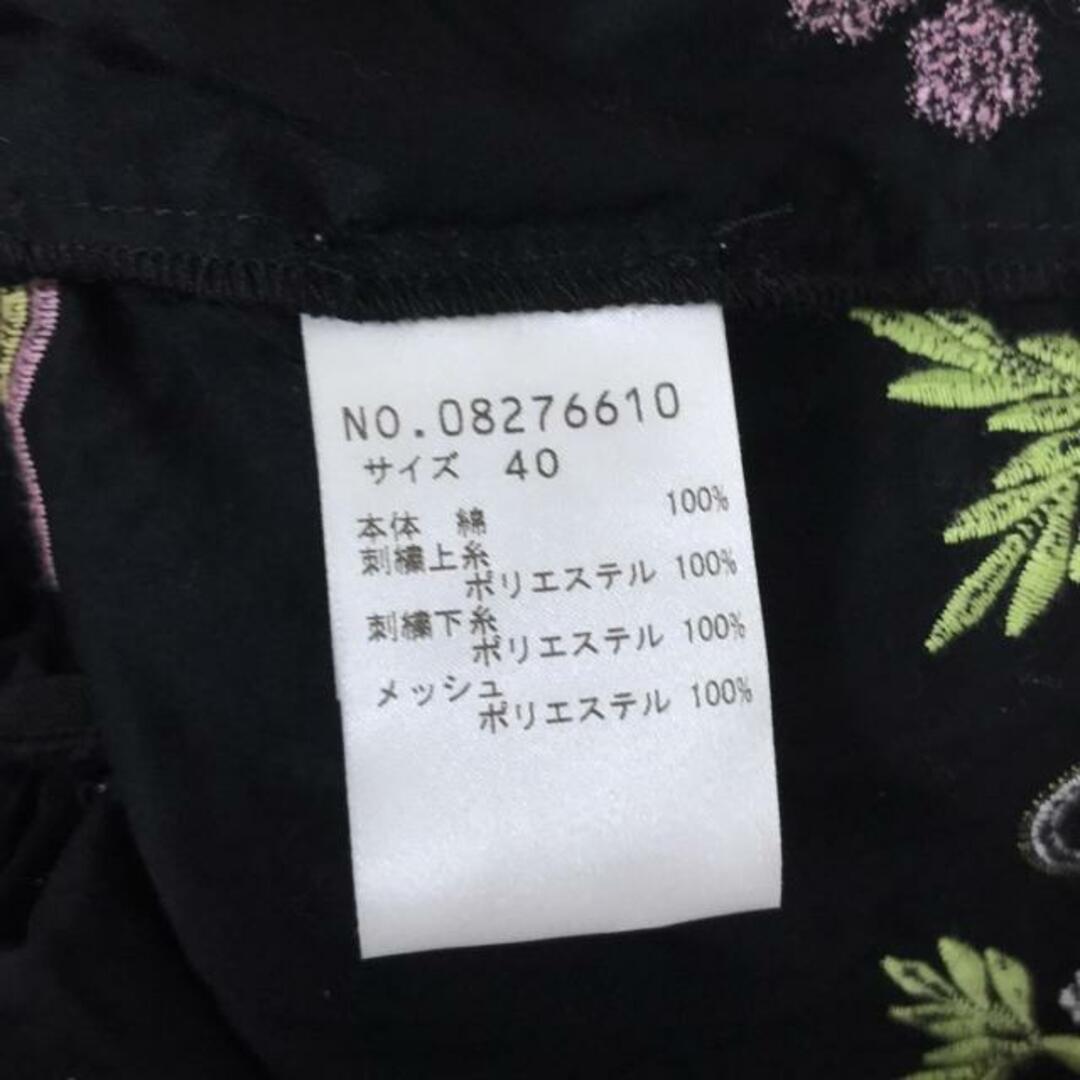 NO.08276610
サイズ 40
本体 綿 100%
刺繍上糸
ポリエステル 100%
刺繍下糸
ポリエステル 100%
メッシュ
ポリエステル 100%